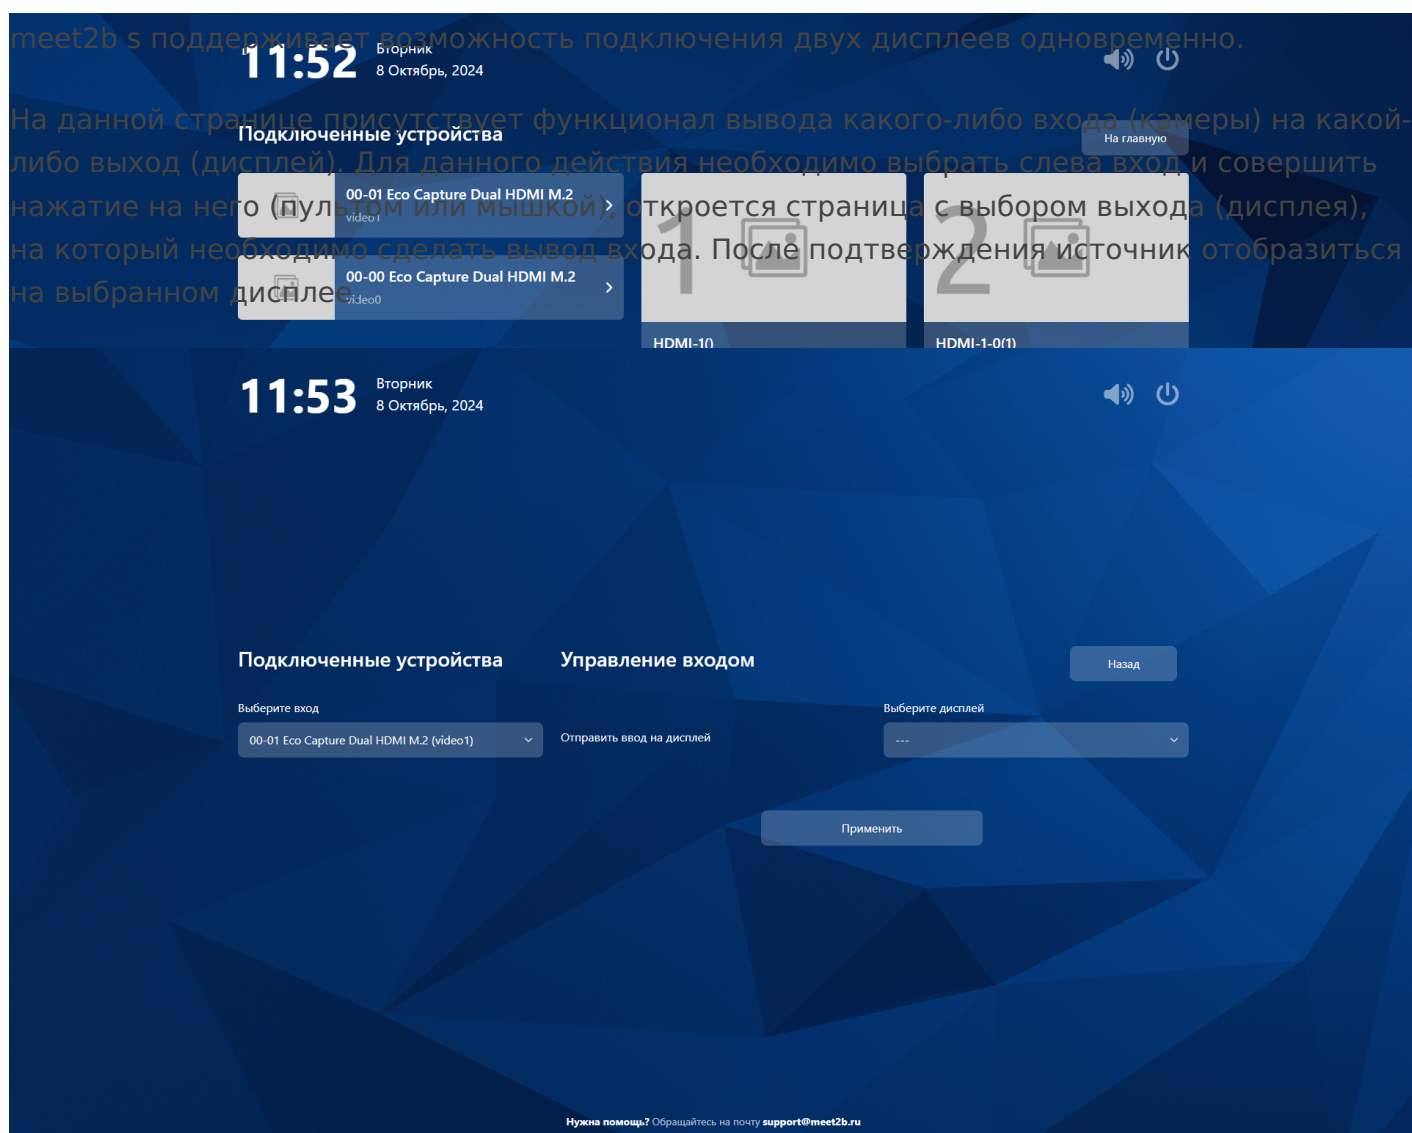 meet2b s поддерживает возможность подключения двух дисплеев одновременно.
11:52
Вторник
8 Октябрь, 2024
На данной странице присутствует функционал вывода какого-либо входа (камеры) на какой-
либо выход (дисплей). Для данного действия необходимо выбрать слева вход и совершить
нажатие на него (пультом или мышкой), откроется страница с выбором выхода (дисплея),
на который необходимо сделать вывод входа. После подтверждения источник отобразиться
на выбранном дисплее.
Подключенные устройства
На главную
00-01 Eco Capture Dual HDMI M.2
video1
00-00 Eco Capture Dual HDMI M.2
video0
1
HDMI-1()
2
HDMI-1-0(1)
11:53
Вторник
8 Октябрь, 2024
Подключенные устройства
Управление входом
Назад
Выберите вход
Выберите дисплей
00-01 Eco Capture Dual HDMI M.2 (video1)
Отправить ввод на дисплей
---
Применить
Нужна помощь? Обращайтесь на почту support@meet2b.ru